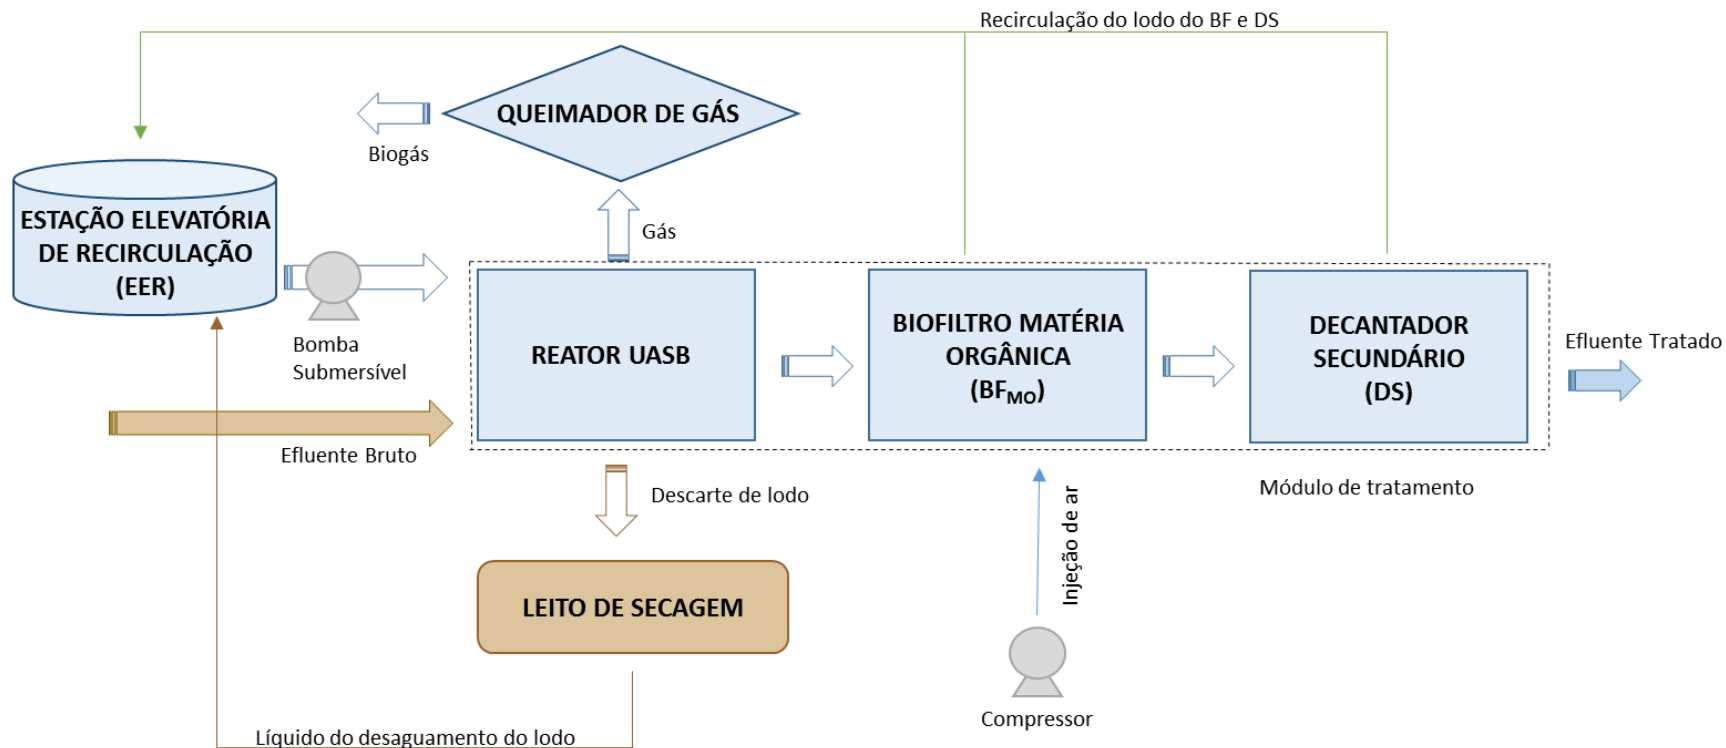 Recirculação do lodo do BF e DS
QUEIMADOR DE GÁS
Biogás
ESTAÇÃO ELEVATÓRIA
DE RECIRCULAÇÃO
(EER)
Gás
Bomba
Submersível
REATOR UASB
BIOFILTRO MATÉRIA
ORGÂNICA
(BFMO)
DECANTADOR
SECUNDÁRIO
(DS)
Efluente Tratado
Efluente Bruto
Descarte de lodo
Módulo de tratamento
Injeção de ar
LEITO DE SECAGEM
Compressor
Líquido do desaguamento do lodo